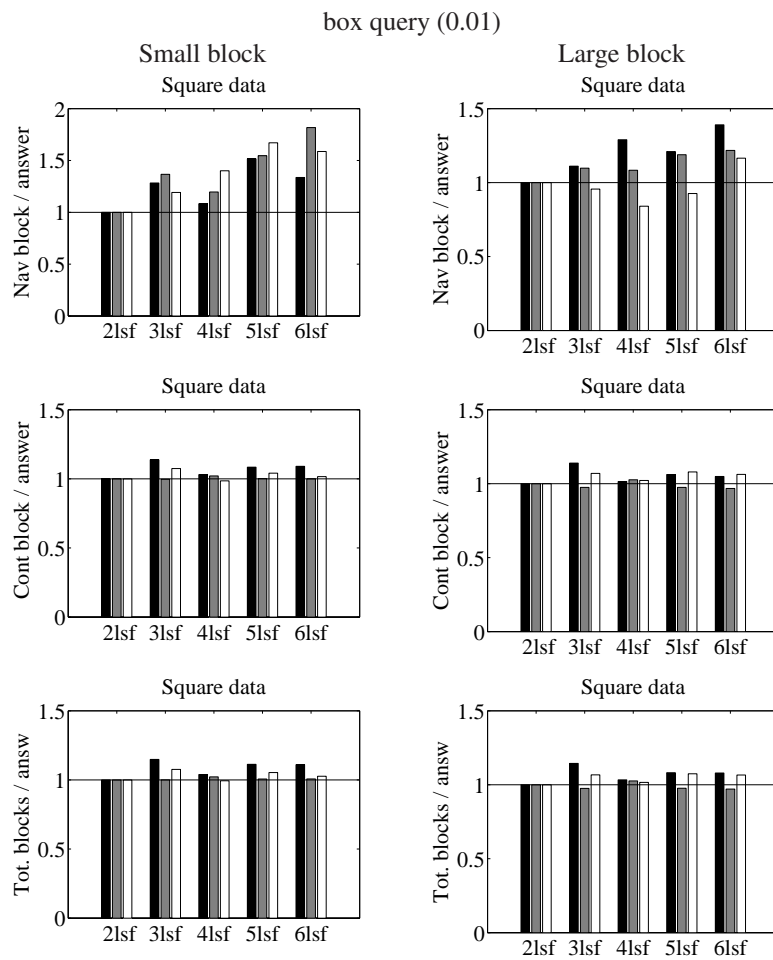 box query (0.01)
Small block
Large block
Square data
Nav block / answer
2
1.5
1
0.5
0
2lsf 3lsf 4lsf 5lsf 6lsf
Square data
Nav block / answer
1.5
1
0.5
0
2lsf 3lsf 4lsf 5lsf 6lsf
Square data
Cont block / answer
1.5
1
0.5
0
2lsf 3lsf 4lsf 5lsf 6lsf
Square data
Cont block / answer
1.5
1
0.5
0
2lsf 3lsf 4lsf 5lsf 6lsf
Square data
Tot. blocks / answ
1.5
1
0.5
0
2lsf 3lsf 4lsf 5lsf 6lsf
Square data
Tot. blocks / answ
1.5
1
0.5
0
2lsf 3lsf 4lsf 5lsf 6lsf